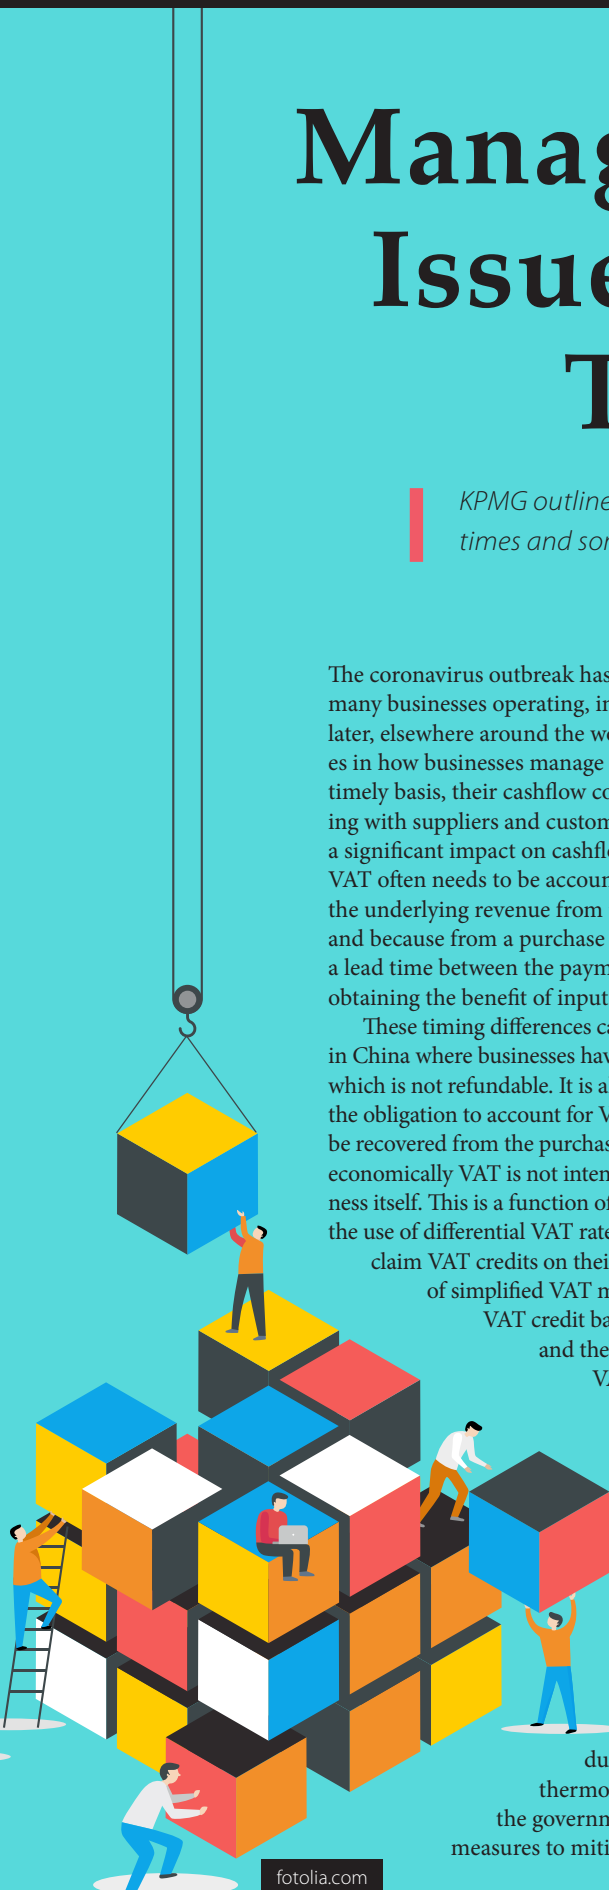 Manag
Issue
T
KPMG outline
times and sor
The coronavirus outbreak has
many businesses operating, in
later, elsewhere around the we
es in how businesses manage
timely basis, their cashflow co
ing with suppliers and custom
a significant impact on cashflo
VAT often needs to be accoun
the underlying revenue from
and because from a purchase
a lead time between the paym
obtaining the benefit of input
These timing differences ca
in China where businesses hav
which is not refundable. It is a
the obligation to account for V
be recovered from the purchas
economically VAT is not inten
ness itself. This is a function of
the use of differential VAT rate
claim VAT credits on thei
of simplified VAT m
VAT credit ba
and the
VA
du
thermo
the governm
measures to miti
fotolia.com